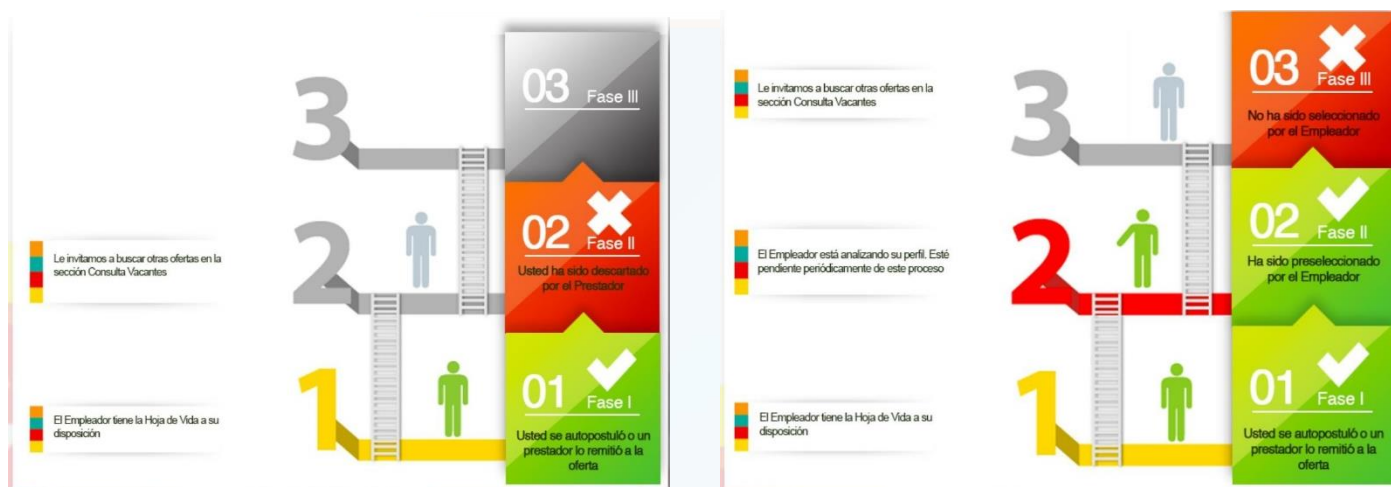 3
03 Fase III
Le invitamos a buscar otras ofertas en la
sección Consulta Vacantes
2
02 Fase II
Usted ha sido descartado
por el Prestador
El Empleador tiene la Hoja de Vida a su
disposición
1
01 Fase I
Usted se autopostuló o un
prestador lo remitió a la
oferta
Le invitamos a buscar otras ofertas en la
sección Consulta Vacantes
3
03 Fase III
No ha sido seleccionado
por el Empleador
El Empleador está analizando su perfil. Esté
pendiente periódicamente de este proceso
2
02 Fase II
Ha sido preseleccionado
por el Empleador
El Empleador tiene la Hoja de Vida a su
disposición
1
01 Fase I
Usted se autopostuló o un
prestador lo remitió a la
oferta